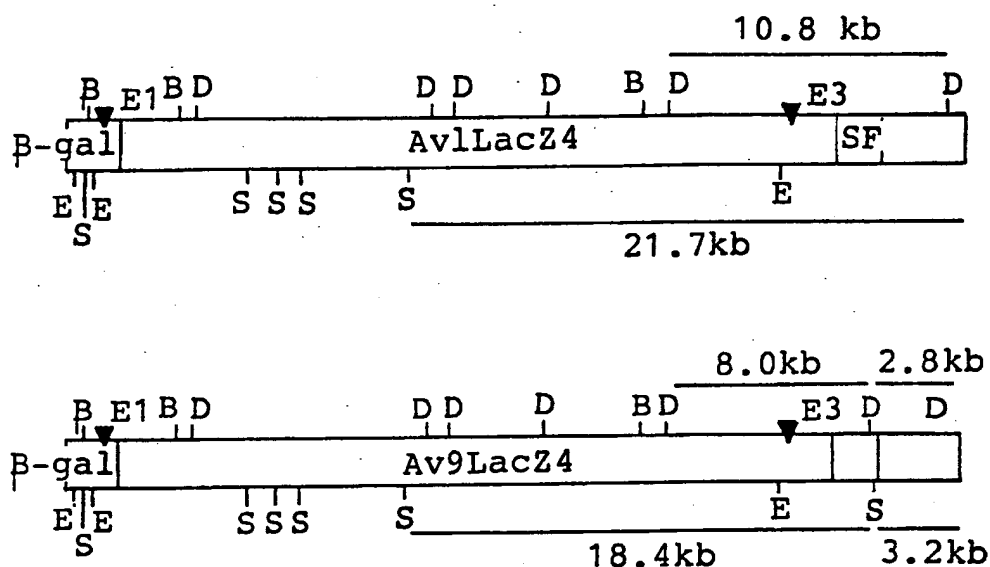 10.8 kb
B E1 B D D D D B D E3 D
β-gal Av1LacZ4 SF
E E S S S S E
S
21.7kb
8.0kb 2.8kb
B E1 B D D D D B D E3 D D
β-gal Av9LacZ4
E E S S S S E S
S
18.4kb 3.2kb